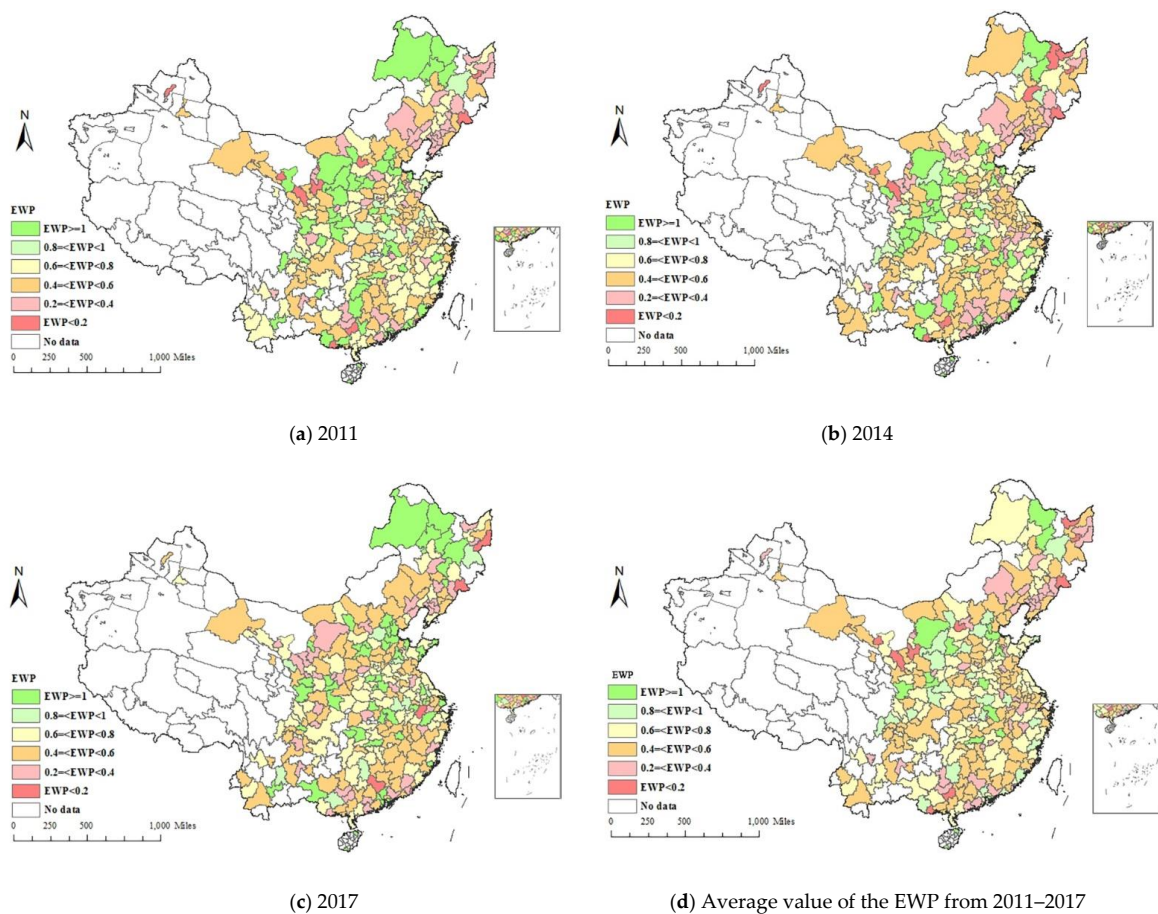 N
EWP
EWP>=1
0.8=<EWP<1
0.6=<EWP<0.8
0.4=<EWP<0.6
0.2=<EWP<0.4
EWP<0.2
No data
0 250 500 1,000 Miles
(a) 2011
N
EWP
EWP>=1
0.8=<EWP<1
0.6=<EWP<0.8
0.4=<EWP<0.6
0.2=<EWP<0.4
EWP<0.2
No data
0 250 500 1,000 Miles
(b) 2014
N
EWP
EWP>=1
0.8=<EWP<1
0.6=<EWP<0.8
0.4=<EWP<0.6
0.2=<EWP<0.4
EWP<0.2
No data
0 250 500 1,000 Miles
(c) 2017
N
EWP
EWP>=1
0.8=<EWP<1
0.6=<EWP<0.8
0.4=<EWP<0.6
0.2=<EWP<0.4
EWP<0.2
No data
0 250 500 1,000 Miles
(d) Average value of the EWP from 2011–2017